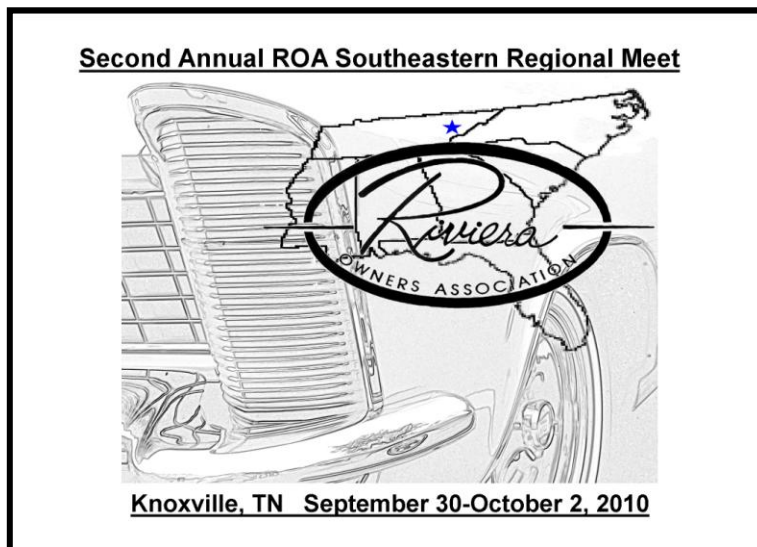 Second Annual ROA Southeastern Regional Meet
Riviera
OWNERS ASSOCIATION
Knoxville, TN September 30-October 2, 2010